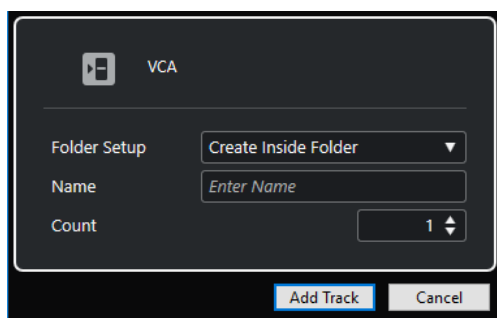 VCA
Folder Setup Create Inside Folder
Name Enter Name
Count 1
Add Track Cancel